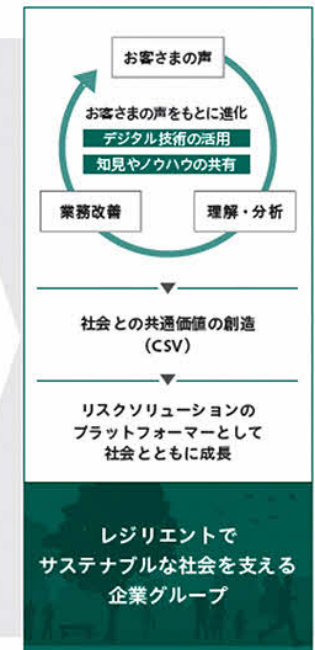 お客さまの声
お客さまの声をもとに進化
デジタル技術の活用
知見やノウハウの共有
業務改善
理解・分析
社会との共通価値の創造
（CSV）
リスクソリューションの
プラットフォーマーとして
社会とともに成長
レジリエントで
サステナブルな社会を支える
企業グループ